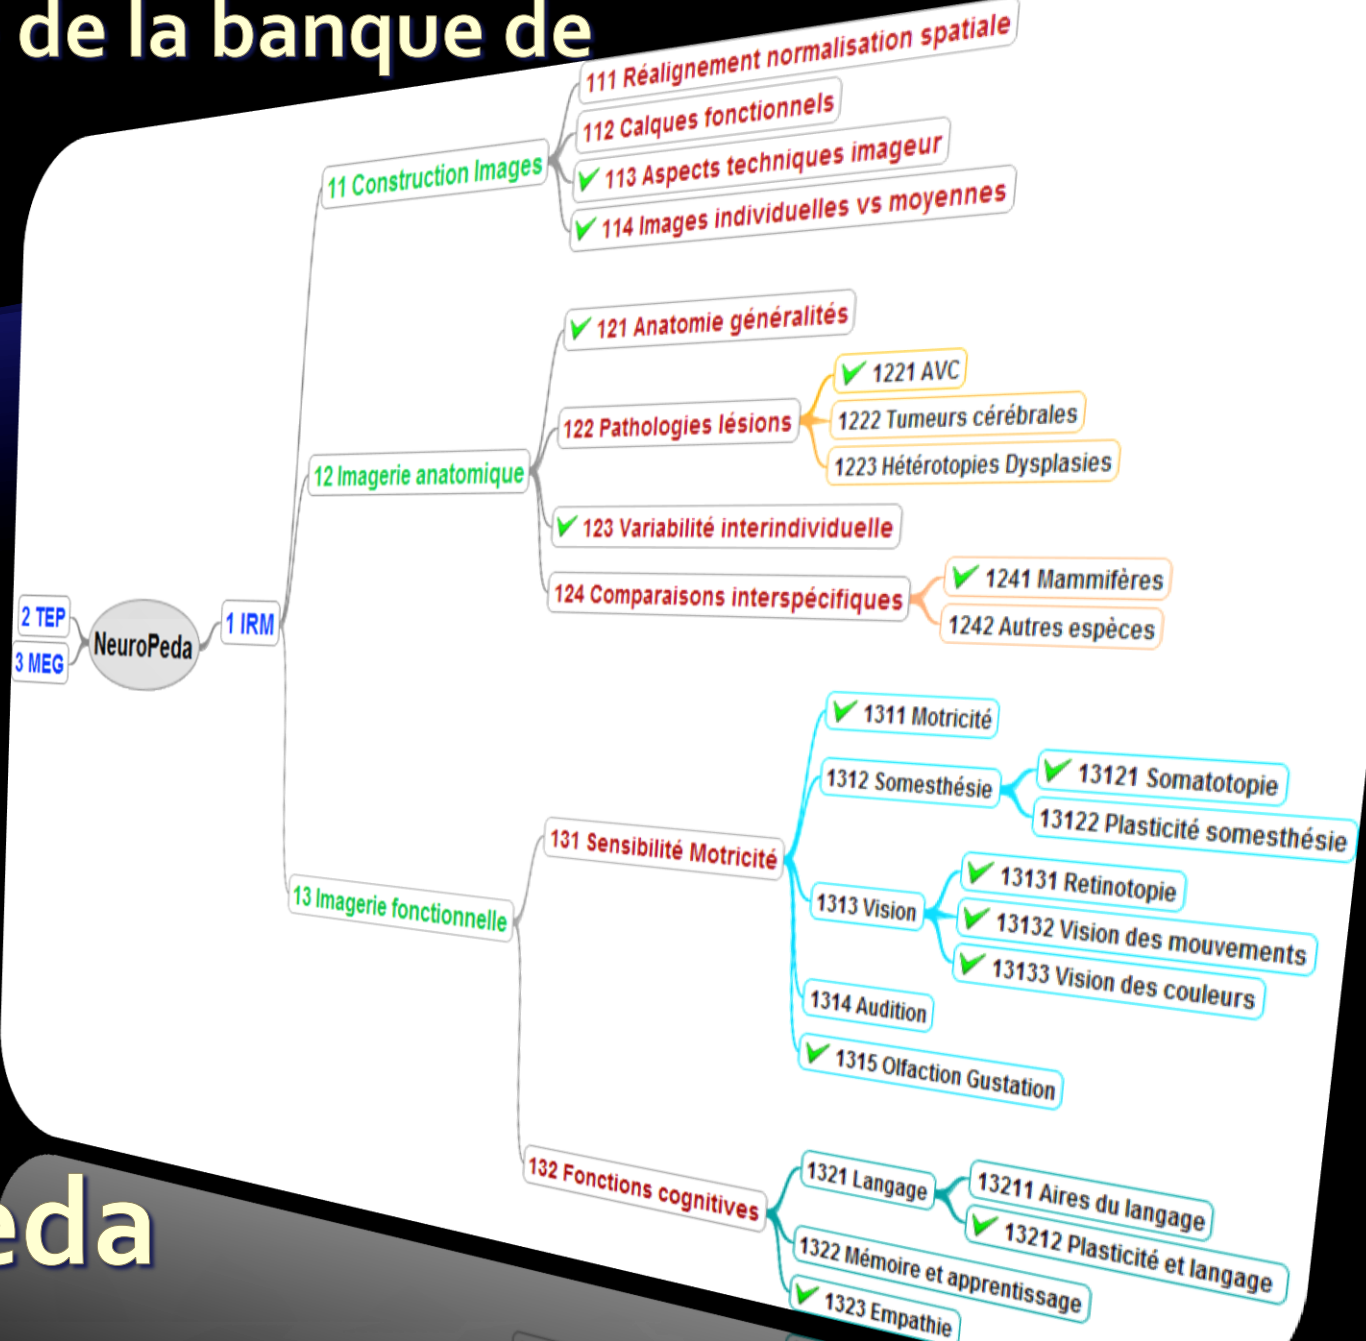 de la banque de
111 Réalignement normalisation spatiale
112 Calques fonctionnels
11 Construction Images
113 Aspects techniques imageur
114 Images individuelles vs moyennes
121 Anatomie généralités
1221 AVC
122 Pathologies lésions
1222 Tumeurs cérébrales
1223 Hétérotopies Dysplasies
12 Imagerie anatomique
123 Variabilité interindividuelle
124 Comparaisons interspécifiques
1241 Mammifères
1242 Autres espèces
2 TEP
NeuroPeda
1 IRM
3 MEG
1311 Motricité
1312 Somesthésie
13121 Somatotopie
13122 Plasticité somesthésie
131 Sensibilité Motricité
13 Imagerie fonctionnelle
1313 Vision
13131 Retinotopie
13132 Vision des mouvements
13133 Vision des couleurs
1314 Audition
1315 Olfaction Gustation
132 Fonctions cognitives
1321 Langage
13211 Aires du langage
13212 Plasticité et langage
1322 Mémoire et apprentissage
1323 Empathie
eda